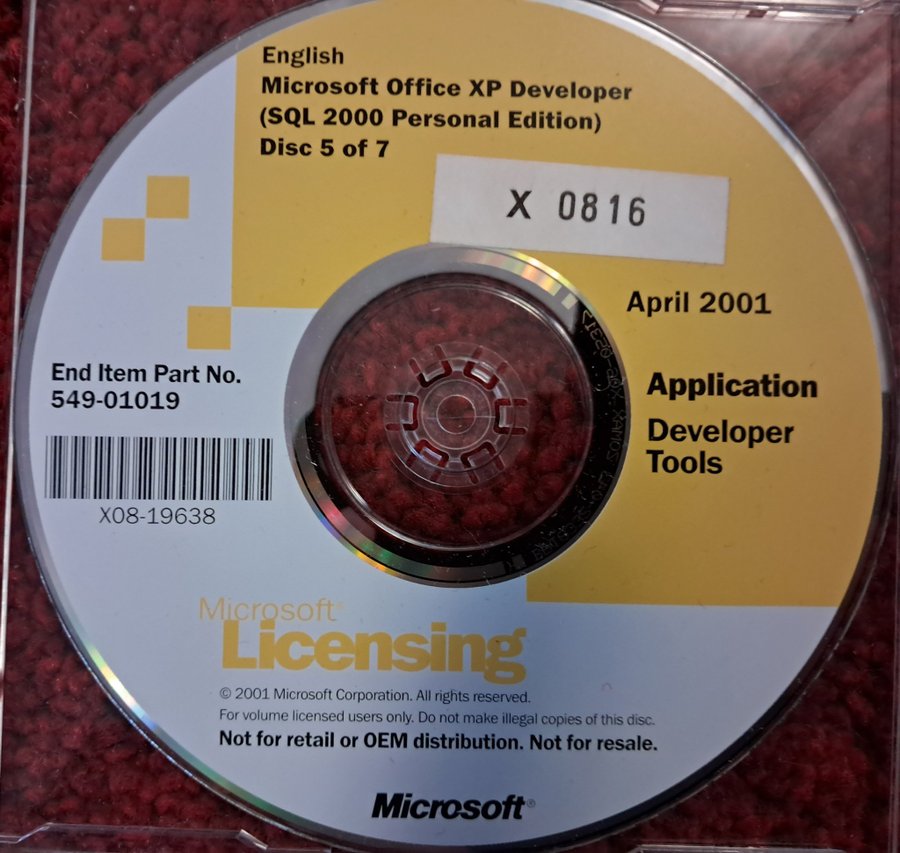 English
Microsoft Office XP Developer
(SQL 2000 Personal Edition)
Disc 5 of 7
X 0816
April 2001
Application
Developer
Tools
End Item Part No.
549-01019
X08-19638
Microsoft®
Licensing
© 2001 Microsoft Corporation. All rights reserved.
For volume licensed users only. Do not make illegal copies of this disc.
Not for retail or OEM distribution. Not for resale.
Microsoft®